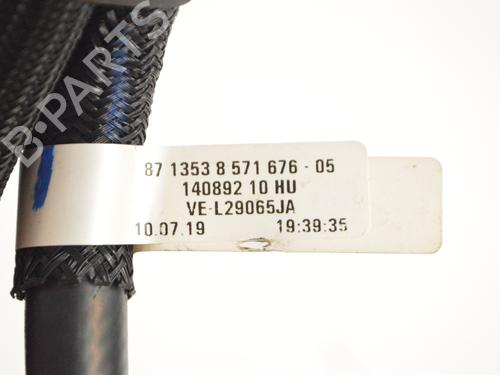 B-PARTS
87 1353 8 571 676 - 05
140892 10 HU
VE-L29065JA
10.07.19 19:39:35